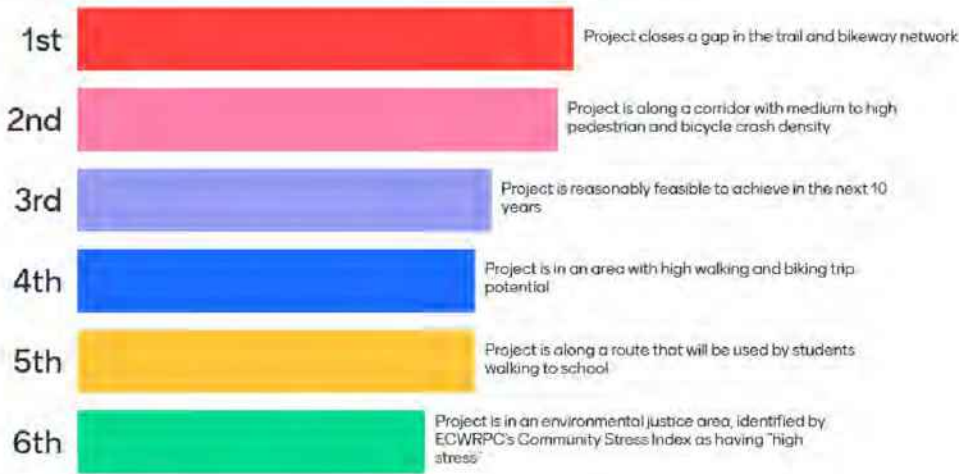 1st
Project closes a gap in the trail and bikeway network
2nd
Project is along a corridor with medium to high
pedestrian and bicycle crash density
3rd
Project is reasonably feasible to achieve in the next 10
years
4th
Project is in an area with high walking and biking trip
potential
5th
Project is along a route that will be used by students
walking to school
6th
Project is in an environmental justice area, identified by
ECWRPC's Community Stress Index as having "high
stress"